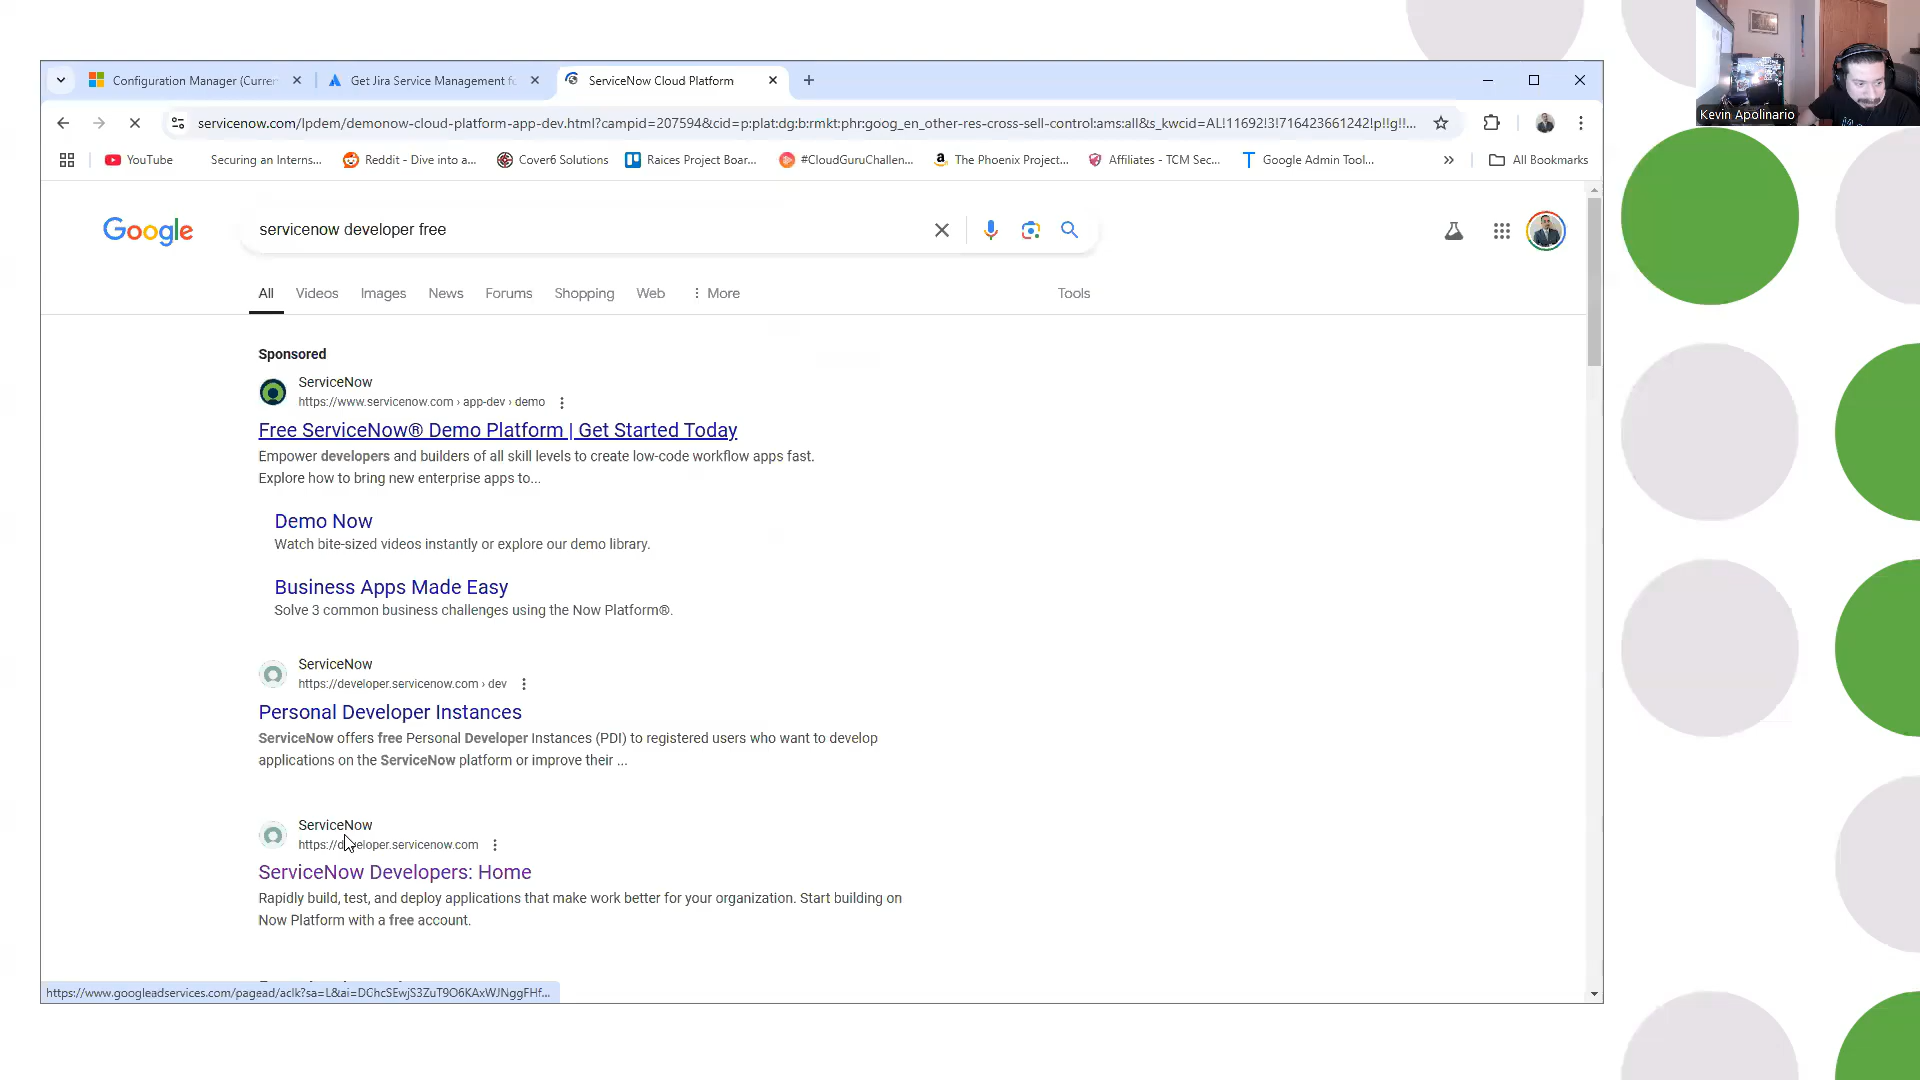 Configuration Manager (Curren
Get Jira Service Management fo
ServiceNow Cloud Platform
servicenow.com/lpdem/demonow-cloud-platform-app-dev.html?campid=207594&cid=p:plat:dg:b:rmkt:phr:goog_en_other-res-cross-sell-control:ams:all&s_kwcid=AL!11692!3!716423661242!p!!g!!...
YouTube
Securing an Interns...
Reddit - Dive into a...
Cover6 Solutions
Raices Project Boar...
#CloudGuruChallen...
The Phoenix Project...
Affiliates - TCM Sec...
Google Admin Tool...
All Bookmarks
Kevin Apolinario
Google
servicenow developer free
All
Videos
Images
News
Forums
Shopping
Web
More
Tools
Sponsored
ServiceNow
https://www.servicenow.com › app-dev › demo
Free ServiceNow® Demo Platform | Get Started Today
Empower developers and builders of all skill levels to create low-code workflow apps fast.
Explore how to bring new enterprise apps to...
Demo Now
Watch bite-sized videos instantly or explore our demo library.
Business Apps Made Easy
Solve 3 common business challenges using the Now Platform®.
ServiceNow
https://developer.servicenow.com › dev
Personal Developer Instances
ServiceNow offers free Personal Developer Instances (PDI) to registered users who want to develop
applications on the ServiceNow platform or improve their ...
ServiceNow
https://developer.servicenow.com
ServiceNow Developers: Home
Rapidly build, test, and deploy applications that make work better for your organization. Start building on
Now Platform with a free account.
https://www.googleadservices.com/pagead/aclk?sa=L&ai=DChcSEwjS3ZuT9O6KAxWJNggFHf...